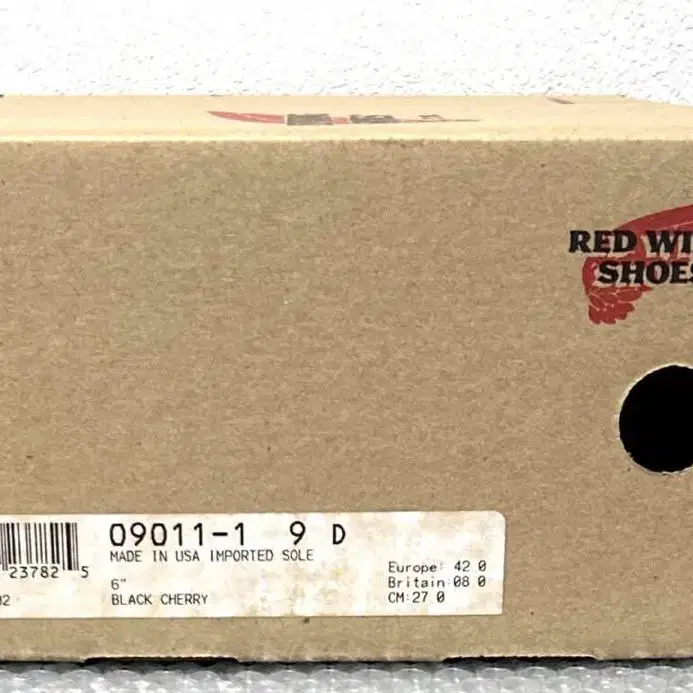 RED WI
SHOES
09011-1 9 D
MADE IN USA IMPORTED SOLE
23782 5
6"
BLACK CHERRY
Europe: 42 0
Britain:08 0
CM:27 0